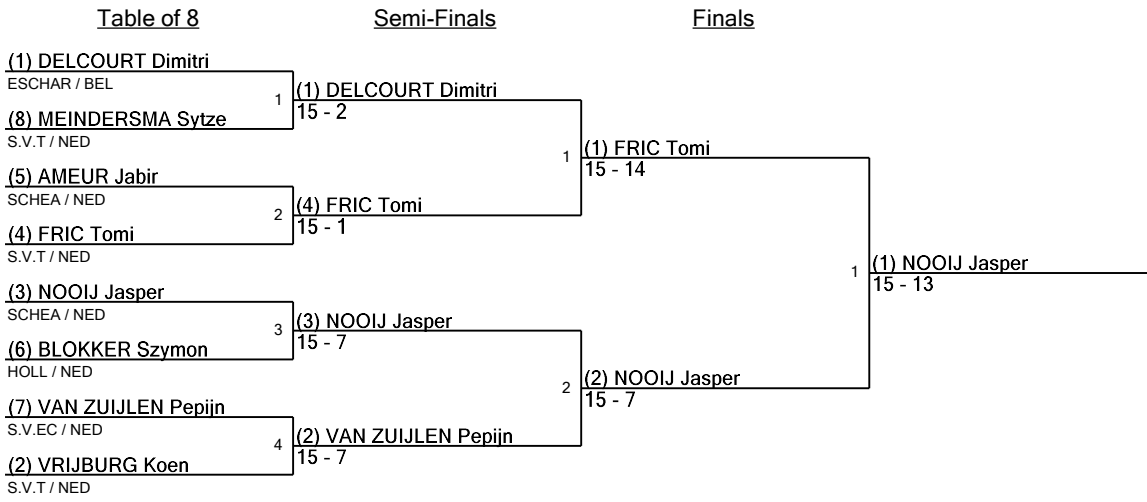 Table of 8
Semi-Finals
Finals
(1) DELCOURT Dimitri
ESCHAR / BEL
(8) MEINDERSMA Sytze
S.V.T / NED
(5) AMEUR Jabir
SCHEA / NED
(4) FRIC Tomi
S.V.T / NED
(3) NOOIJ Jasper
SCHEA / NED
(6) BLOKKER Szymon
HOLL / NED
(7) VAN ZUIJLEN Pepijn
S.V.EC / NED
(2) VRIJBURG Koen
S.V.T / NED
1
(1) DELCOURT Dimitri
15 - 2
2
(4) FRIC Tomi
15 - 1
3
(3) NOOIJ Jasper
15 - 7
4
(2) VAN ZUIJLEN Pepijn
15 - 7
1
(1) FRIC Tomi
15 - 14
2
(2) NOOIJ Jasper
15 - 7
1
(1) NOOIJ Jasper
15 - 13